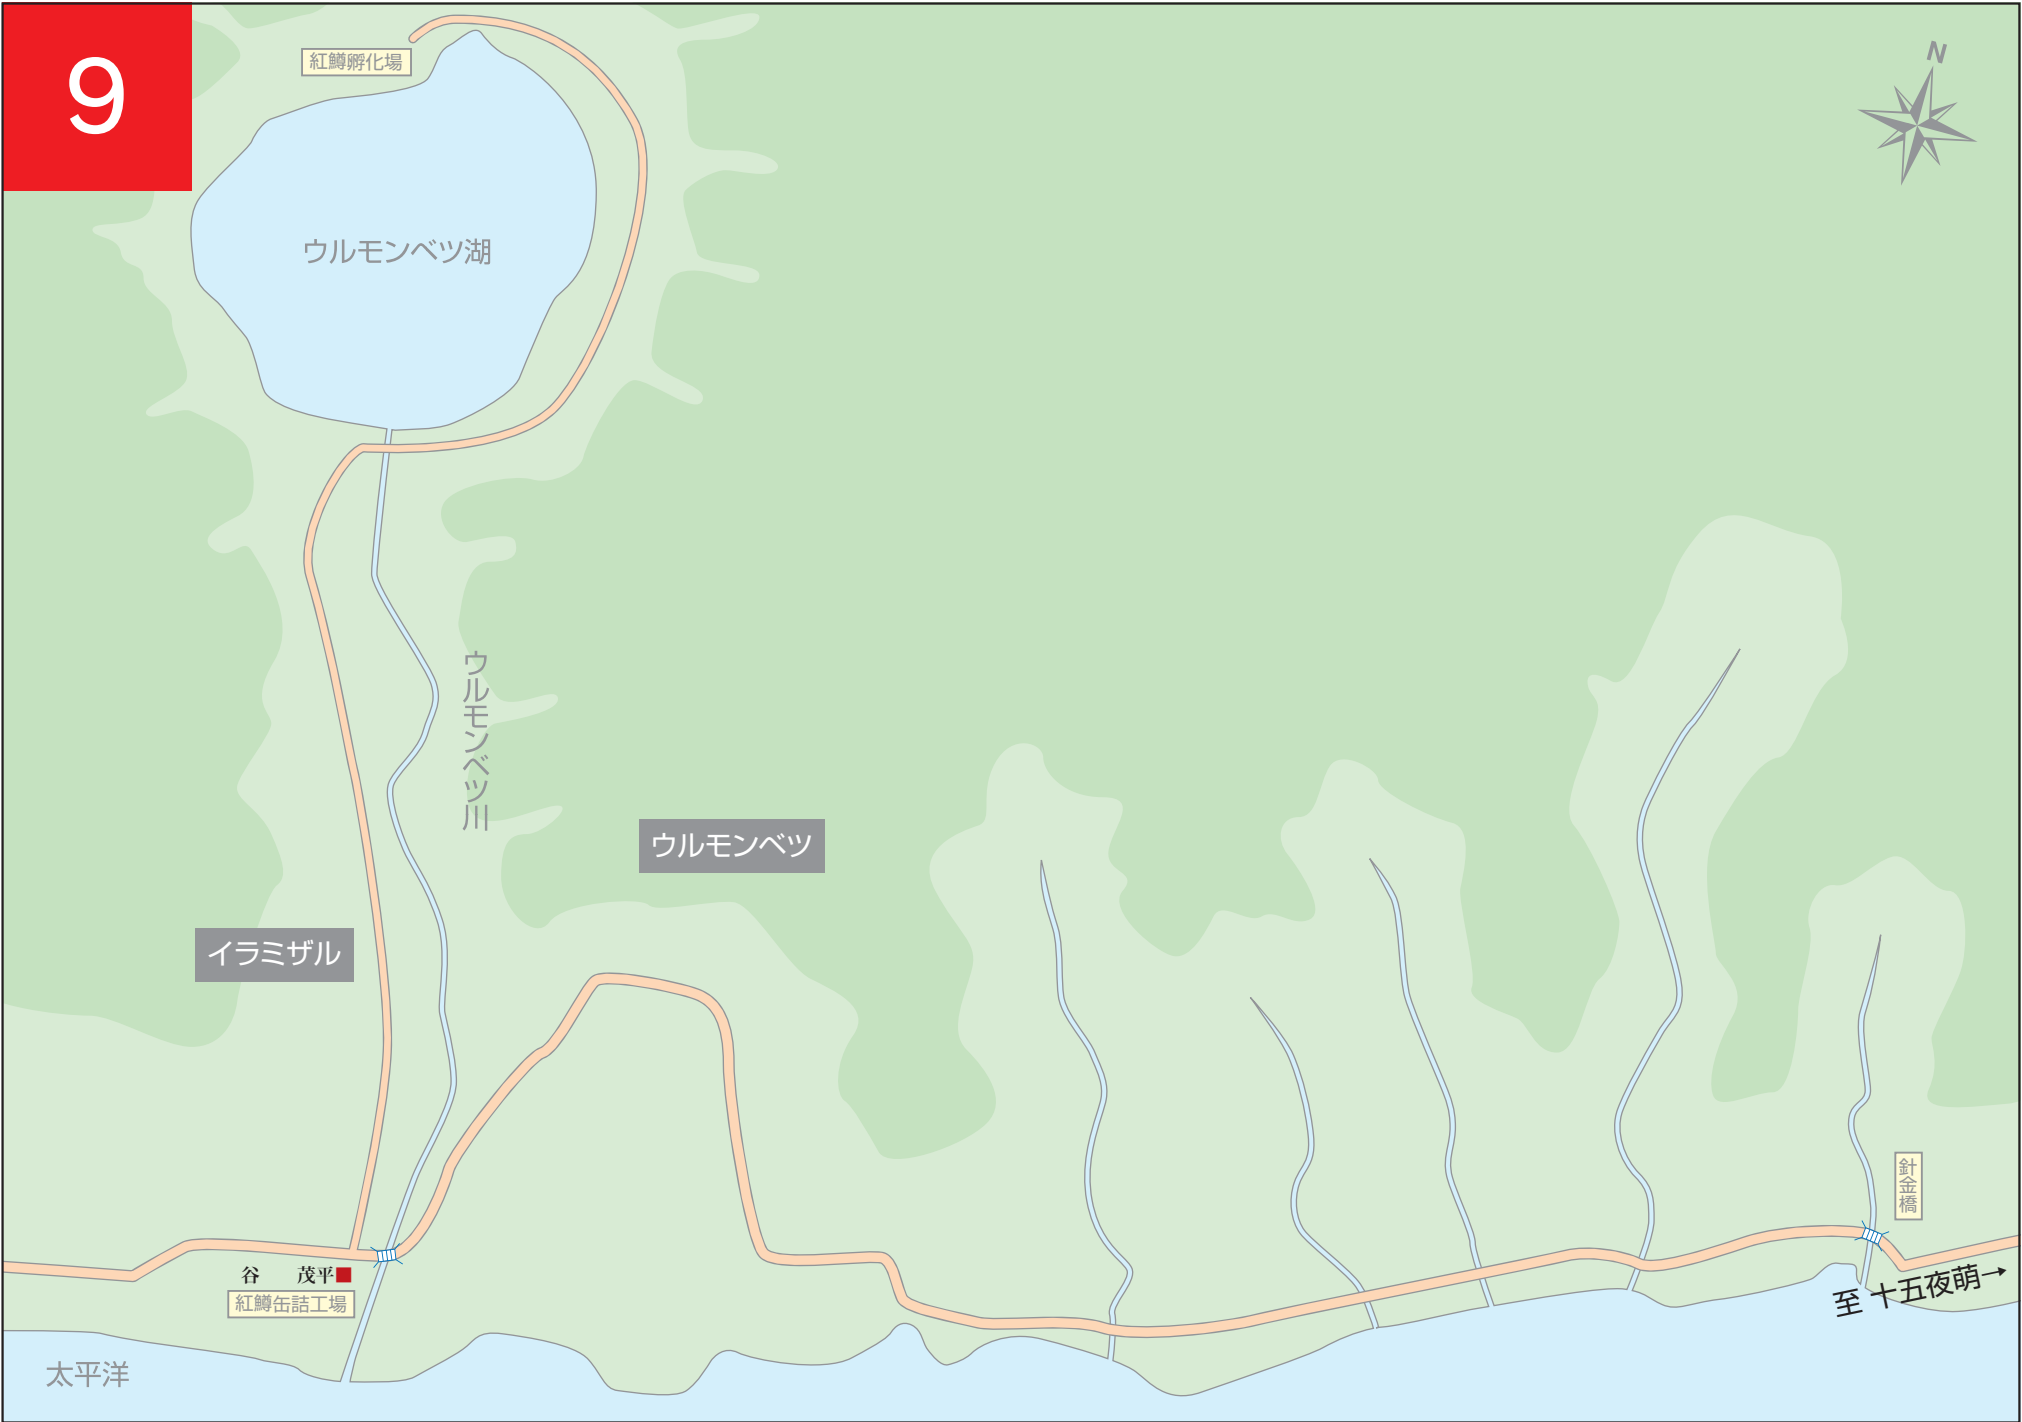 9
紅鱒孵化場
N
ウルモンベツ湖
ウルモンベツ川
ウルモンベツ
イラミザル
針金橋
谷　茂平
紅鱒缶詰工場
至 十五夜萌→
太平洋